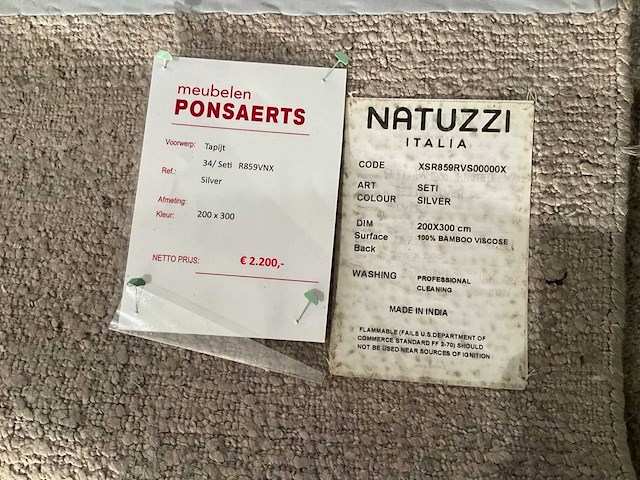 meubelen
PONSAERTS
Voorwerp: Tapijt
34/ Seti R859VNX
Ref.: Silver
Afmeting:
Kleur: 200 x 300
NETTO PRIJS: € 2.200,-
NATUZZI
ITALIA
CODE XSR859RVS00000X
ART SETI
COLOUR SILVER
DIM 200X300 cm
Surface 100% BAMBOO VISCOSE
Back
WASHING PROFESSIONAL
CLEANING
MADE IN INDIA
FLAMMABLE (FAILS U.S.DEPARTMENT OF
COMMERCE STANDARD FF 2-70) SHOULD
NOT BE USED NEAR SOURCES OF IGNITION